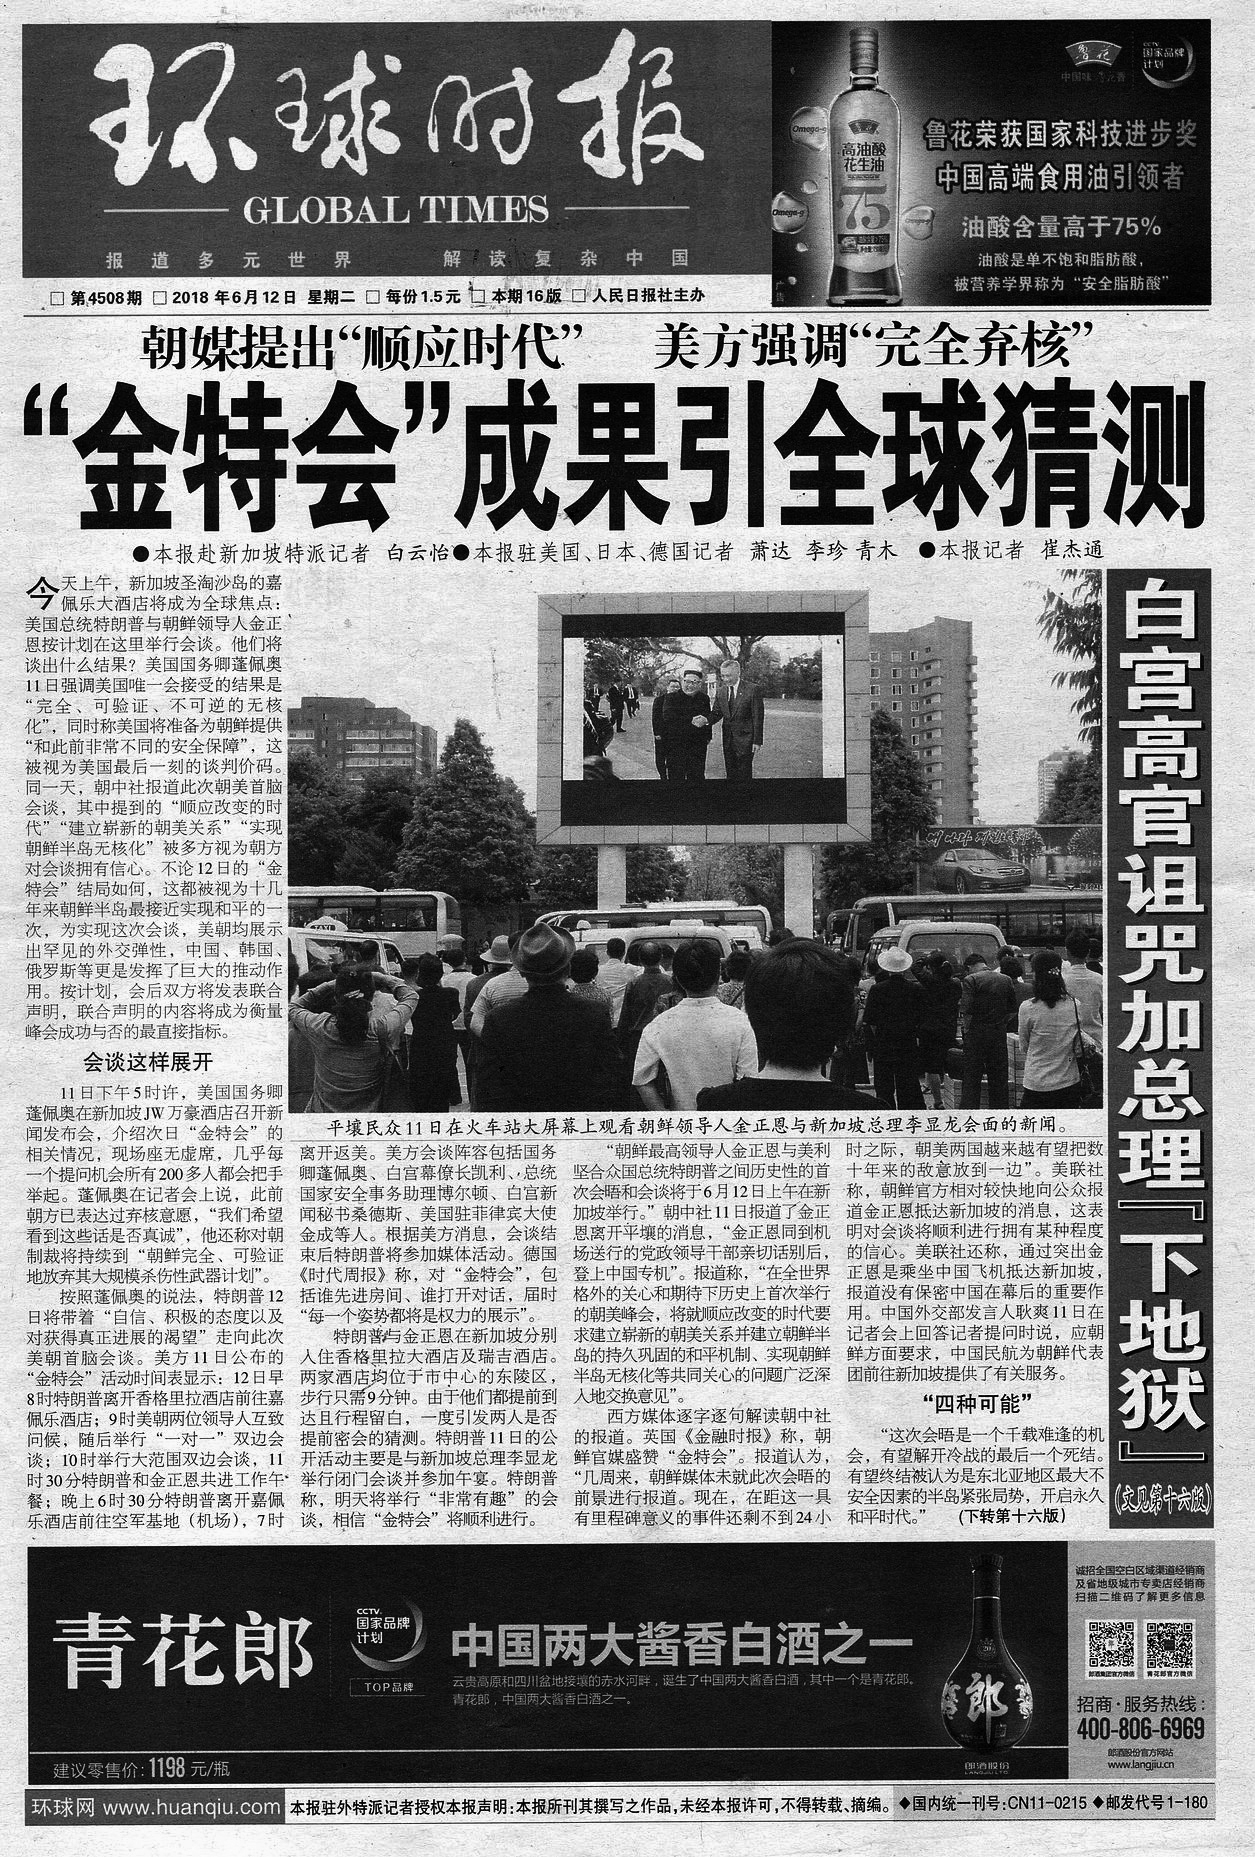 环球时报
GLOBAL TIMES
报道多元世界 解读复杂中国
鲁花
中国味
CCTV
国家品牌
计划
鲁花荣获国家科技进步奖
中国高端食用油引领者
油酸含量高于75%
油酸是单不饱和脂肪酸，
被营养学界称为“安全脂肪酸”
Omega-9
Omega-9
Omega-9
高油酸
花生油
75
广告
□ 第4508期 □ 2018年6月12日 星期二 □ 每份1.5元 □ 本期16版 □ 人民日报社主办
朝媒提出“顺应时代” 美方强调“完全弃核”
“金特会”成果引全球猜测
●本报赴新加坡特派记者 白云怡●本报驻美国、日本、德国记者 萧达 李珍 青木 ●本报记者 崔杰通
今天上午，新加坡圣淘沙岛的嘉
佩乐大酒店将成为全球焦点：
美国总统特朗普与朝鲜领导人金正
恩按计划在这里举行会谈。他们将
谈出什么结果？美国国务卿蓬佩奥
11日强调美国唯一会接受的结果是
“完全、可验证、不可逆的无核
化”，同时称美国将准备为朝鲜提供
“和此前非常不同的安全保障”，这
被视为美国最后一刻的谈判价码。
同一天，朝中社报道此次朝美首脑
会谈，其中提到的“顺应改变的时
代”“建立崭新的朝美关系”“实现
朝鲜半岛无核化”被多方视为朝方
对会谈拥有信心。不论12日的“金
特会”结局如何，这都被视为十几
年来朝鲜半岛最接近实现和平的一
次，为实现这次会谈，美朝均展示
出罕见的外交弹性，中国、韩国、
俄罗斯等更是发挥了巨大的推动作
用。按计划，会后双方将发表联合
声明，联合声明的内容将成为衡量
峰会成功与否的最直接指标。
会谈这样展开
11日下午5时许，美国国务卿
蓬佩奥在新加坡JW万豪酒店召开新
闻发布会，介绍次日“金特会”的
相关情况，现场座无虚席，几乎每
一个提问机会所有200多人都会把手
举起。蓬佩奥在记者会上说，此前
朝方已表达过弃核意愿，“我们希望
看到这些话是否真诚”，他还称对朝
制裁将持续到“朝鲜完全、可验证
地放弃其大规模杀伤性武器计划”。
按照蓬佩奥的说法，特朗普12
日将带着“自信、积极的态度以及
对获得真正进展的渴望”走向此次
美朝首脑会谈。美方11日公布的
“金特会”活动时间表显示：12日早
8时特朗普离开香格里拉酒店前往嘉
佩乐酒店；9时美朝两位领导人互致
问候，随后举行“一对一”双边会
谈；10时举行大范围双边会谈，11
时30分特朗普和金正恩共进工作午
餐；晚上6时30分特朗普离开嘉佩
乐酒店前往空军基地（机场），7时
TAXI
平壤民众11日在火车站大屏幕上观看朝鲜领导人金正恩与新加坡总理李显龙会面的新闻。
离开返美。美方会谈阵容包括国务
卿蓬佩奥、白宫幕僚长凯利、总统
国家安全事务助理博尔顿、白宫新
闻秘书桑德斯、美国驻菲律宾大使
金成等人。根据美方消息，会谈结
束后特朗普将参加媒体活动。德国
《时代周报》称，对“金特会”，包
括谁先进房间、谁打开对话，届时
“每一个姿势都将是权力的展示”。
特朗普与金正恩在新加坡分别
入住香格里拉大酒店及瑞吉酒店。
两家酒店均位于市中心的东陵区，
步行只需9分钟。由于他们都提前到
达且行程留白，一度引发两人是否
提前密会的猜测。特朗普11日的公
开活动主要是与新加坡总理李显龙
举行闭门会谈并参加午宴。特朗普
称，明天将举行“非常有趣”的会
谈，相信“金特会”将顺利进行。
“朝鲜最高领导人金正恩与美利
坚合众国总统特朗普之间历史性的首
次会晤和会谈将于6月12日上午在新
加坡举行。”朝中社11日报道了金正
恩离开平壤的消息，“金正恩同到机
场送行的党政领导干部亲切话别后，
登上中国专机”。报道称，“在全世界
格外的关心和期待下历史上首次举行
的朝美峰会，将就顺应改变的时代要
求建立崭新的朝美关系并建立朝鲜半
岛的持久巩固的和平机制、实现朝鲜
半岛无核化等共同关心的问题广泛深
入地交换意见”。
西方媒体逐字逐句解读朝中社
的报道。英国《金融时报》称，朝
鲜官媒盛赞“金特会”。报道认为，
“几周来，朝鲜媒体未就此次会晤的
前景进行报道。现在，在距这一具
有里程碑意义的事件还剩不到24小
时之际，朝美两国越来越有望把数
十年来的敌意放到一边”。美联社
称，朝鲜官方相对较快地向公众报
道金正恩抵达新加坡的消息，这表
明对会谈将顺利进行拥有某种程度
的信心。美联社还称，通过突出金
正恩是乘坐中国飞机抵达新加坡，
报道没有保密中国在幕后的重要作
用。中国外交部发言人耿爽11日在
记者会上回答记者提问时说，应朝
鲜方面要求，中国民航为朝鲜代表
团前往新加坡提供了有关服务。
“四种可能”
“这次会晤是一个千载难逢的机
会，有望解开冷战的最后一个死结。
有望终结被认为是东北亚地区最大不
安全因素的半岛紧张局势，开启永久
和平时代。” （下转第十六版）
白宫高官诅咒加总理『下地狱』
（文见第十六版）
青花郎
CCTV
国家品牌
计划
TOP品牌
中国两大酱香白酒之一
云贵高原和四川盆地接壤的赤水河畔，诞生了中国两大酱香白酒，其中一个是青花郎。
青花郎，中国两大酱香白酒之一。
建议零售价：1198 元/瓶
郎
郎酒股份
LANGJIU LTD.
诚招全国空白区域渠道经销商
及省地级城市专卖店经销商
扫描二维码了解更多信息
郎酒集团官方微信 青花郎官方微信
招商·服务热线：
400-806-6969
郎酒股份官方网站
www.langjiu.cn
环球网 www.huanqiu.com 本报驻外特派记者授权本报声明：本报所刊其撰写之作品，未经本报许可，不得转载、摘编。 ◆国内统一刊号：CN11-0215 ◆邮发代号1-180